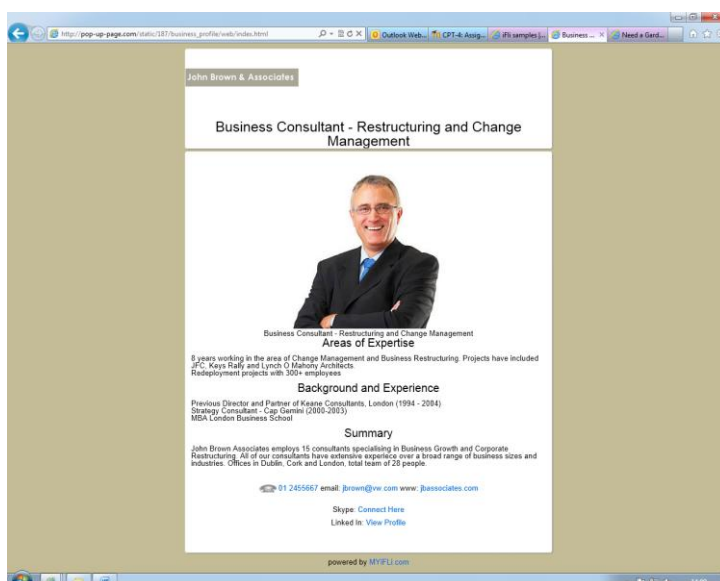 http://pop-up-page.com/static/187/business_profile/web/index.html
Outlook Web...
CPT-4: Assig...
iFli samples |...
Business ...
Need a Gard...
John Brown & Associates
Business Consultant - Restructuring and Change
Management
Business Consultant - Restructuring and Change Management
Areas of Expertise
8 years working in the area of Change Management and Business Restructuring. Projects have included
JFC, Keys Rally and Lynch O Mahony Architects.
Redeployment projects with 300+ employees
Background and Experience
Previous Director and Partner of Keane Consultants, London (1994 - 2004)
Strategy Consultant - Cap Gemini (2000-2003)
MBA London Business School
Summary
John Brown Associates employs 15 consultants specialising in Business Growth and Corporate
Restructuring. All of our consultants have extensive experiece over a broad range of business sizes and
industries. Offices in Dublin, Cork and London, total team of 28 people.
01 2455667 email: jbrown@vw.com www: jbassociates.com
Skype: Connect Here
Linked In: View Profile
powered by MYiFLi.com